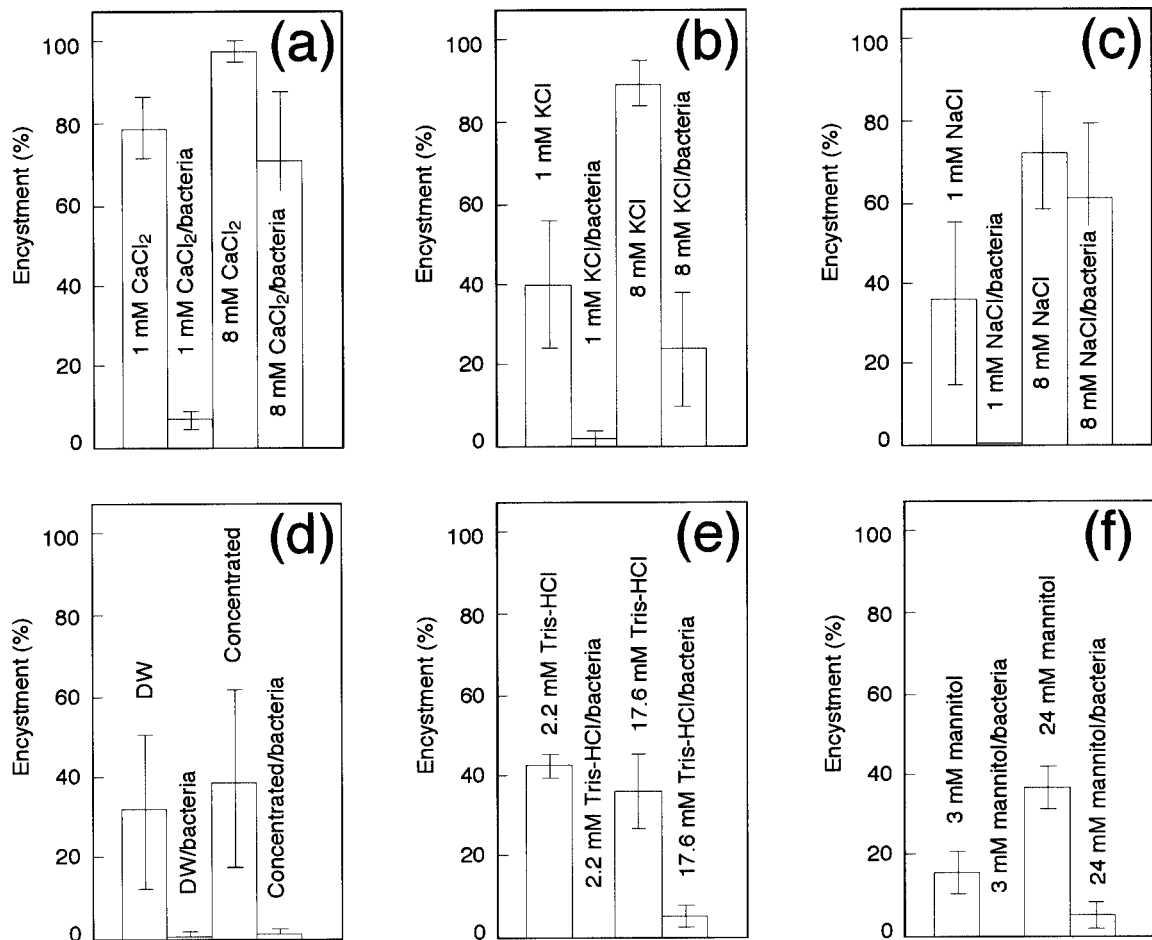 (a)
Encystment (%)
100
80
60
40
20
0
1 mM CaCl₂
1 mM CaCl₂/bacteria
8 mM CaCl₂
8 mM CaCl₂/bacteria
(b)
Encystment (%)
100
80
60
40
20
0
1 mM KCl
1 mM KCl/bacteria
8 mM KCl
8 mM KCl/bacteria
(c)
Encystment (%)
100
80
60
40
20
0
1 mM NaCl
1 mM NaCl/bacteria
8 mM NaCl
8 mM NaCl/bacteria
(d)
Encystment (%)
100
80
60
40
20
0
DW
DW/bacteria
Concentrated
Concentrated/bacteria
(e)
Encystment (%)
100
80
60
40
20
0
2.2 mM Tris-HCl
2.2 mM Tris-HCl/bacteria
17.6 mM Tris-HCl
17.6 mM Tris-HCl/bacteria
(f)
Encystment (%)
100
80
60
40
20
0
3 mM mannitol
3 mM mannitol/bacteria
24 mM mannitol
24 mM mannitol/bacteria